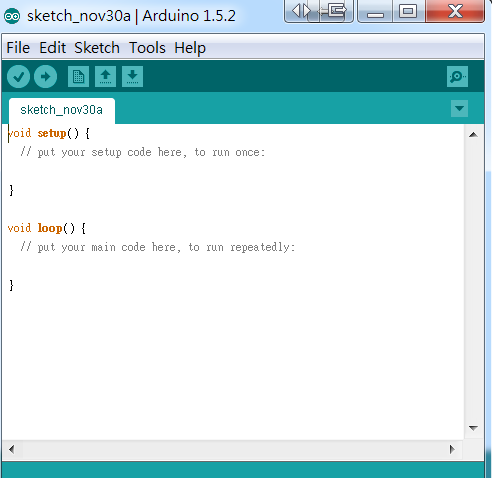 sketch_nov30a | Arduino 1.5.2
File Edit Sketch Tools Help
sketch_nov30a
void setup() {
// put your setup code here, to run once:
}
void loop() {
// put your main code here, to run repeatedly:
}